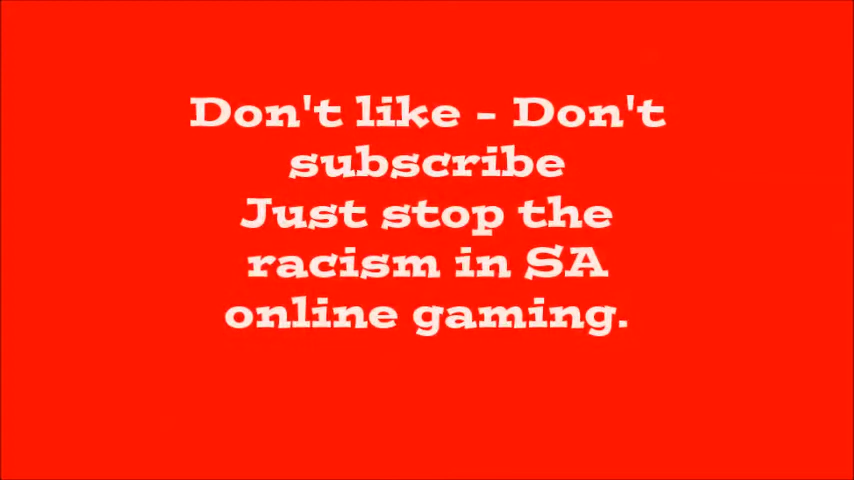 Don't like - Don't
subscribe
Just stop the
racism in SA
online gaming.